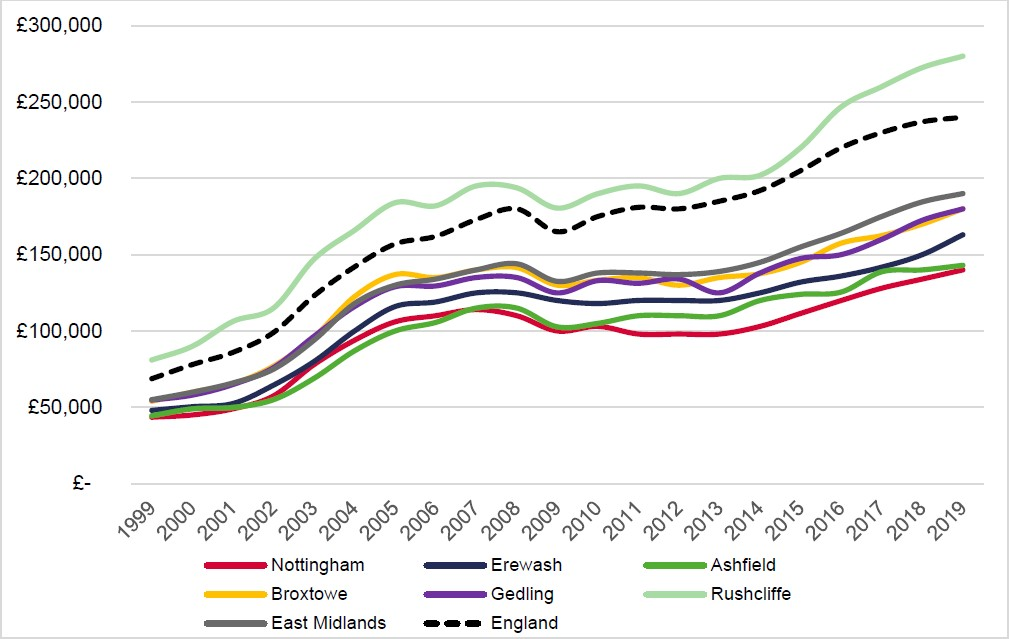 £300,000
£250,000
£200,000
£150,000
£100,000
£50,000
£-
1999 2000 2001 2002 2003 2004 2005 2006 2007 2008 2009 2010 2011 2012 2013 2014 2015 2016 2017 2018 2019
Nottingham Erewash Ashfield
Broxtowe Gedling Rushcliffe
East Midlands England